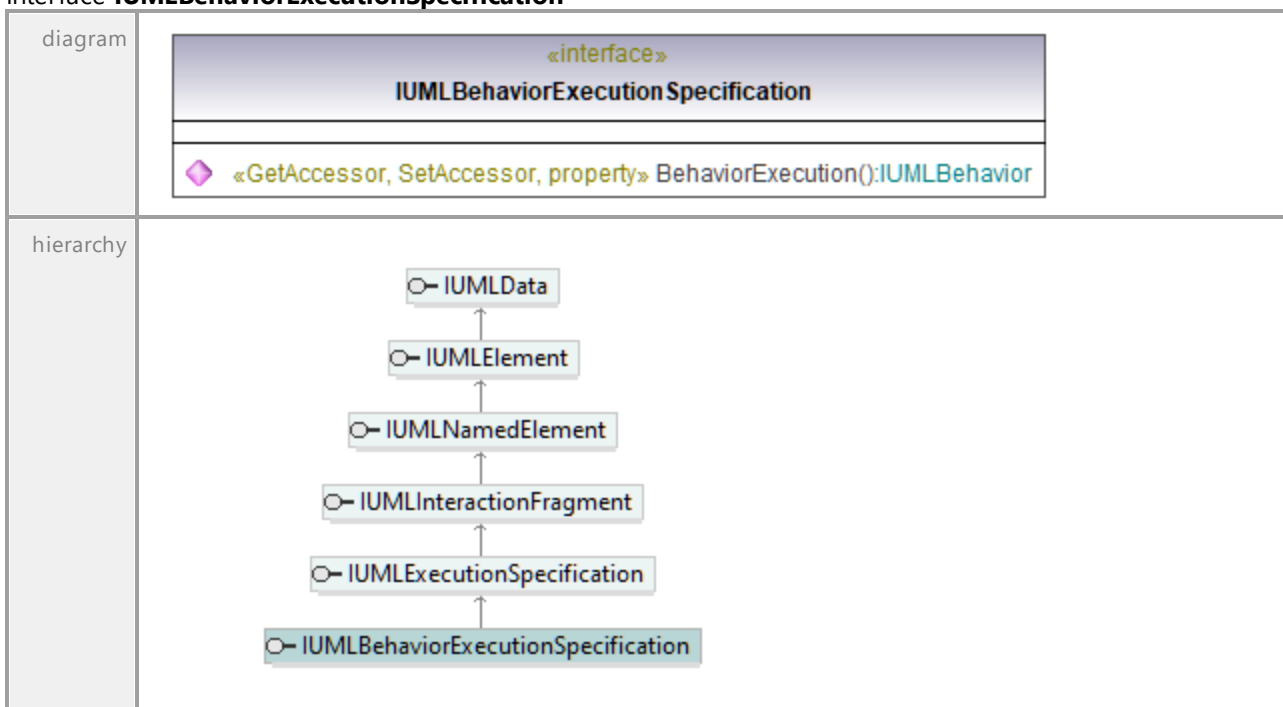 interface IUMLBehaviorExecutionSpecification
diagram
«interface»
IUMLBehaviorExecutionSpecification
«GetAccessor, SetAccessor, property» BehaviorExecution():IUMLBehavior
hierarchy
IUMLData
IUMLElement
IUMLNamedElement
IUMLInteractionFragment
IUMLExecutionSpecification
IUMLBehaviorExecutionSpecification